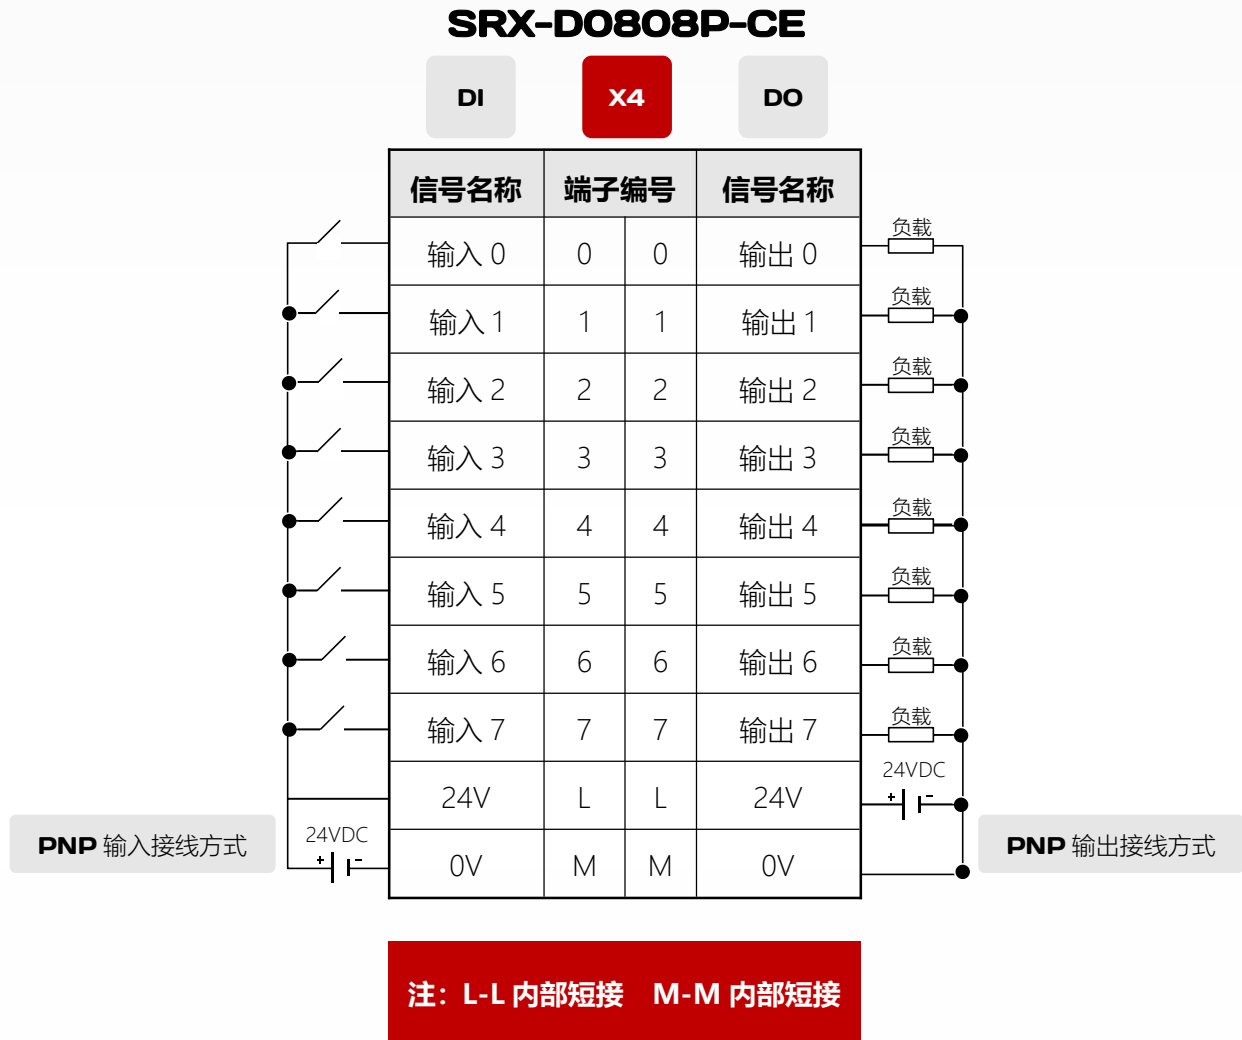 SRX-D0808P-CE
DI X4 DO
信号名称 端子编号 信号名称
输入 0 0 0 输出 0 负载
输入 1 1 1 输出 1 负载
输入 2 2 2 输出 2 负载
输入 3 3 3 输出 3 负载
输入 4 4 4 输出 4 负载
输入 5 5 5 输出 5 负载
输入 6 6 6 输出 6 负载
输入 7 7 7 输出 7 负载
24V L L 24V 24VDC + -
PNP 输入接线方式 24VDC + - 0V M M 0V PNP 输出接线方式
注：L-L 内部短接 M-M 内部短接